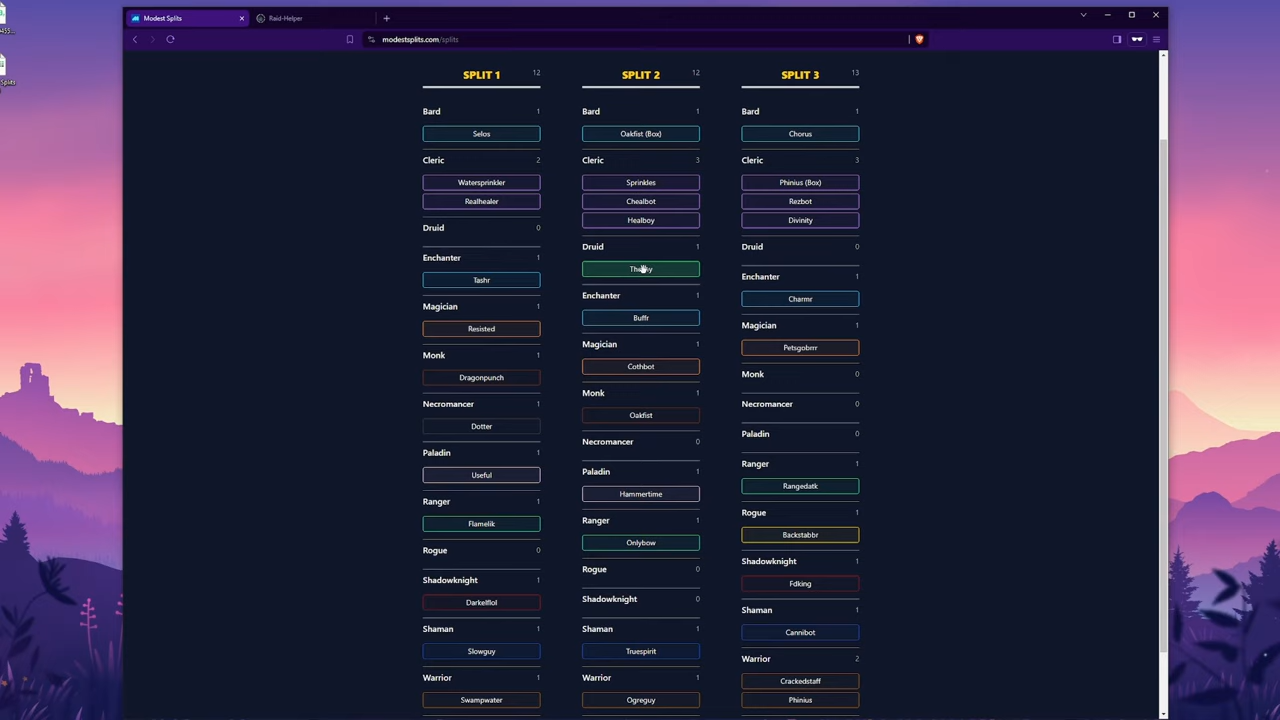 Modest Splits
Raid-Helper
modestsplits.com/splits
SPLIT 1
12
Bard
1
Selos
Cleric
2
Watersprinkler
Realhealer
Druid
0
Enchanter
1
Tashr
Magician
1
Resisted
Monk
1
Dragonpunch
Necromancer
1
Dotter
Paladin
1
Useful
Ranger
1
Flamelik
Rogue
0
Shadowknight
1
Darkelflol
Shaman
1
Slowguy
Warrior
1
Swampwater
SPLIT 2
12
Bard
1
Oakfist (Box)
Cleric
3
Sprinkles
Chealbot
Healboy
Druid
1
Enchanter
1
Buffr
Magician
1
Cothbot
Monk
1
Oakfist
Necromancer
0
Paladin
1
Hammertime
Ranger
1
Onlybow
Rogue
0
Shadowknight
0
Shaman
1
Truespirit
Warrior
1
Ogreguy
SPLIT 3
13
Bard
1
Chorus
Cleric
3
Phinius (Box)
Rezbot
Divinity
Druid
0
Enchanter
1
Charmr
Magician
1
Petsgobrrr
Monk
0
Necromancer
0
Paladin
0
Ranger
1
Rangedatk
Rogue
1
Backstabbr
Shadowknight
1
Fdking
Shaman
1
Cannibot
Warrior
2
Crackedstaff
Phinius